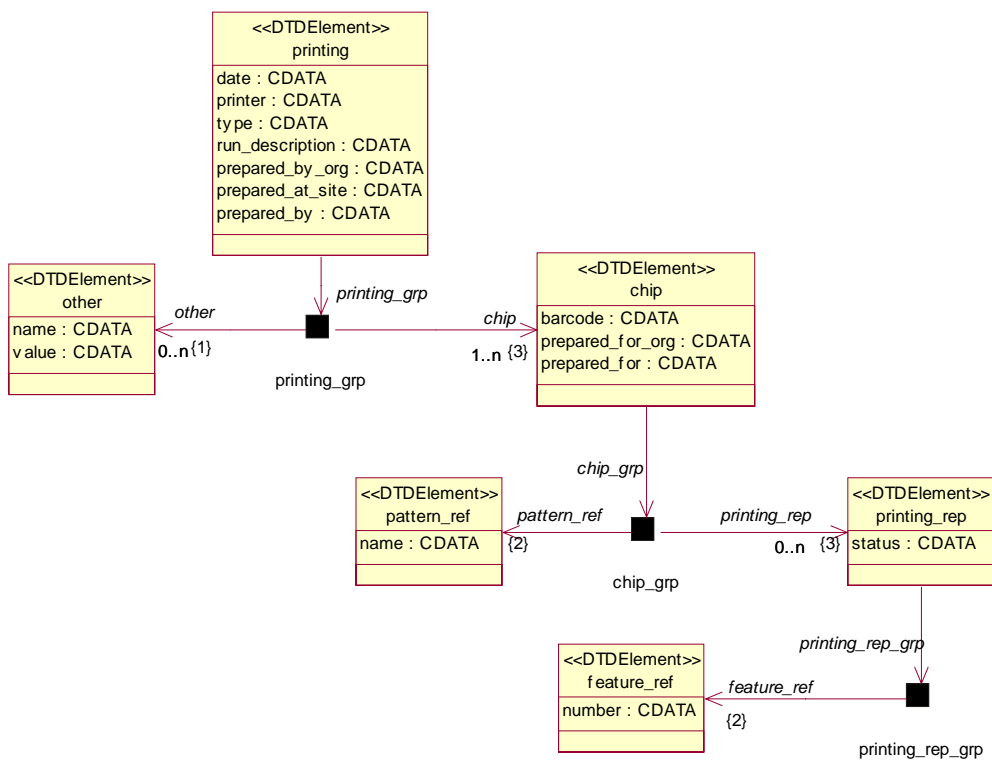 <<DTDElement>>
printing
date : CDATA
printer : CDATA
type : CDATA
run_description : CDATA
prepared_by_org : CDATA
prepared_at_site : CDATA
prepared_by : CDATA
<<DTDElement>>
other
name : CDATA
value : CDATA
printing_grp
other
0..n {1}
chip
1..n {3}
printing_grp
<<DTDElement>>
chip
barcode : CDATA
prepared_for_org : CDATA
prepared_for : CDATA
chip_grp
<<DTDElement>>
pattern_ref
name : CDATA
pattern_ref
{2}
printing_rep
0..n {3}
chip_grp
<<DTDElement>>
printing_rep
status : CDATA
printing_rep_grp
<<DTDElement>>
feature_ref
number : CDATA
feature_ref
{2}
printing_rep_grp